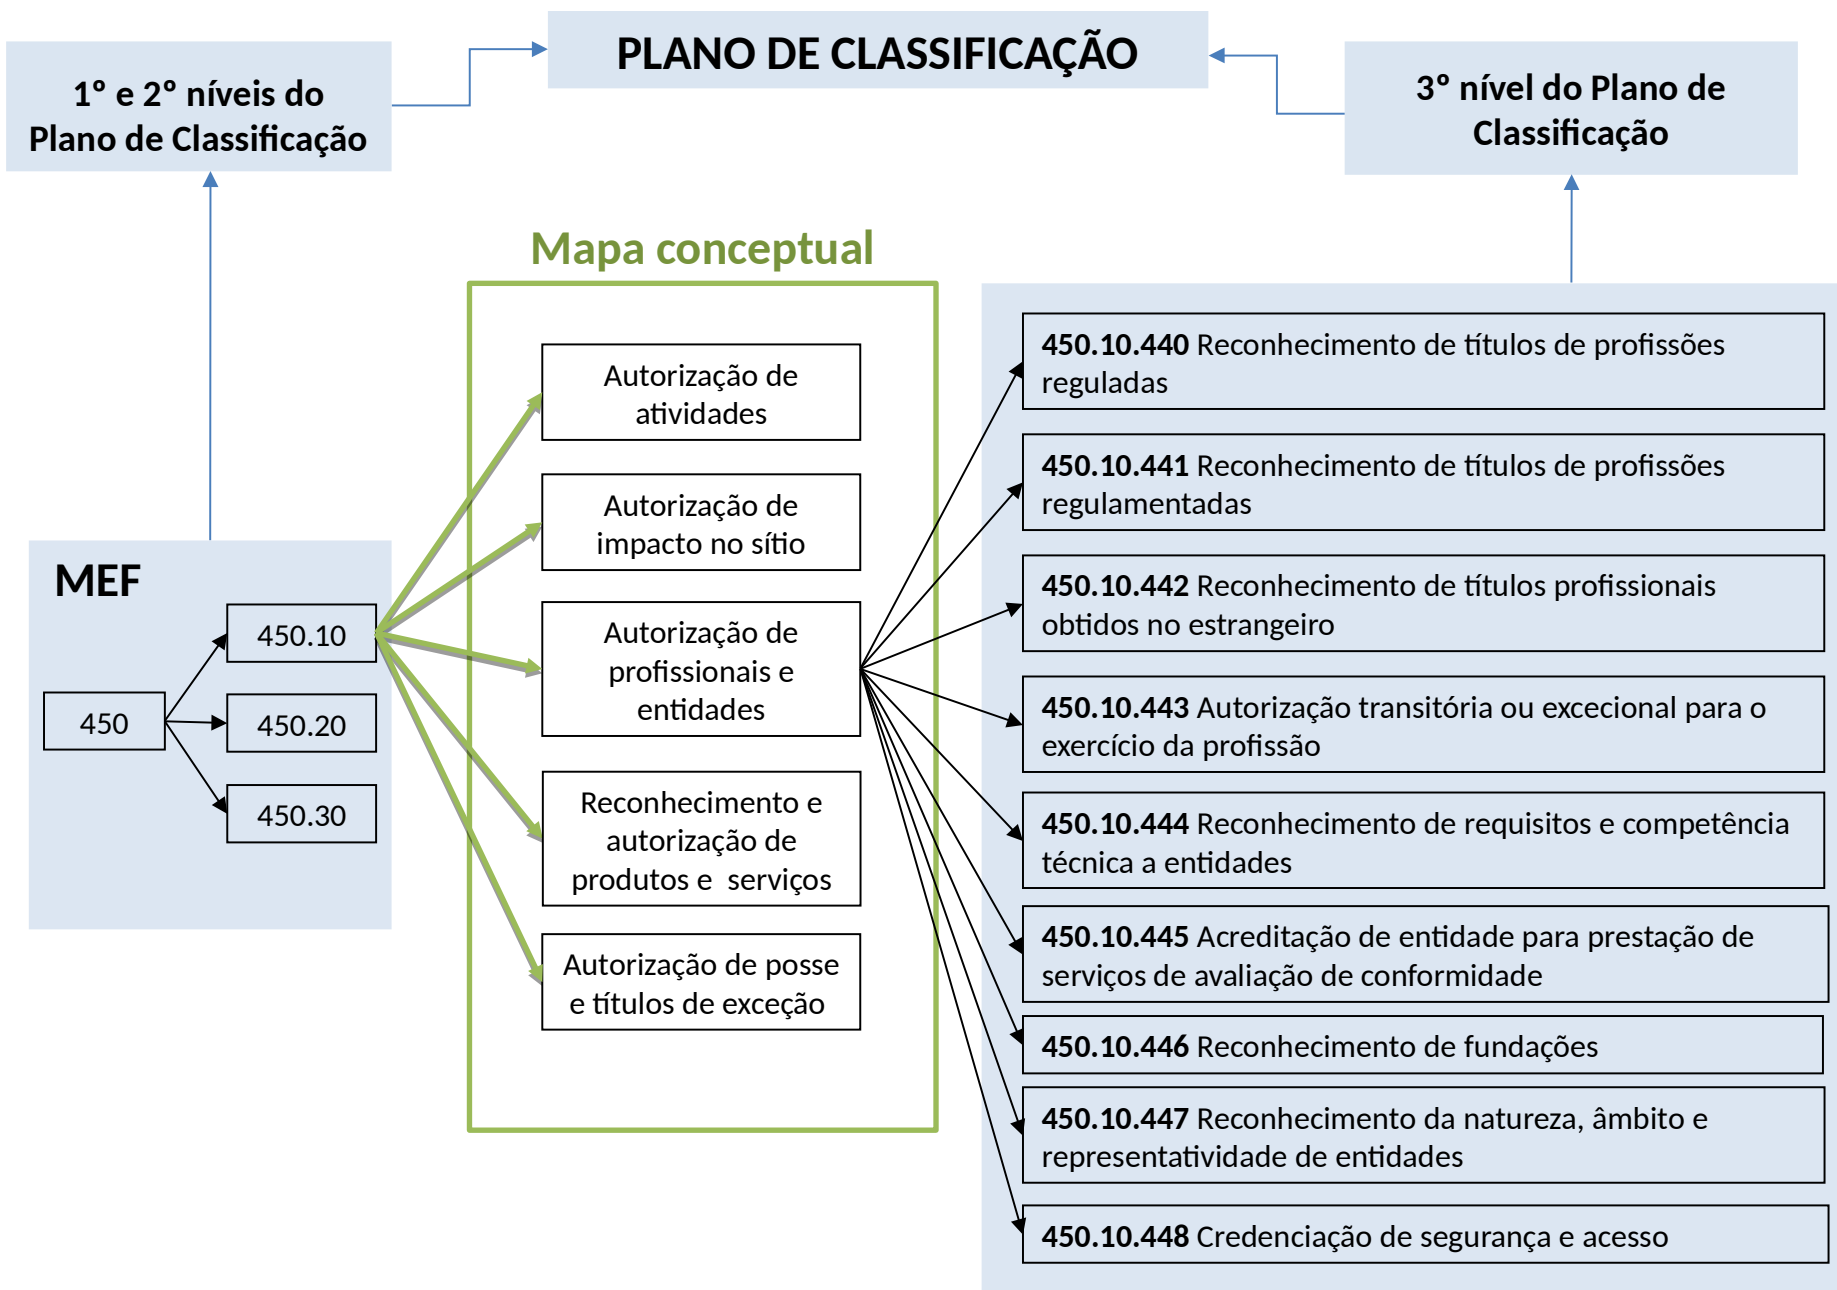 PLANO DE CLASSIFICAÇÃO
1º e 2º níveis do
Plano de Classificação
3º nível do Plano de
Classificação
Mapa conceptual
MEF
450
450.10
450.20
450.30
Autorização de
atividades
Autorização de
impacto no sítio
Autorização de
profissionais e
entidades
Reconhecimento e
autorização de
produtos e serviços
Autorização de posse
e títulos de exceção
450.10.440 Reconhecimento de títulos de profissões
reguladas
450.10.441 Reconhecimento de títulos de profissões
regulamentadas
450.10.442 Reconhecimento de títulos profissionais
obtidos no estrangeiro
450.10.443 Autorização transitória ou excecional para o
exercício da profissão
450.10.444 Reconhecimento de requisitos e competência
técnica a entidades
450.10.445 Acreditação de entidade para prestação de
serviços de avaliação de conformidade
450.10.446 Reconhecimento de fundações
450.10.447 Reconhecimento da natureza, âmbito e
representatividade de entidades
450.10.448 Credenciação de segurança e acesso